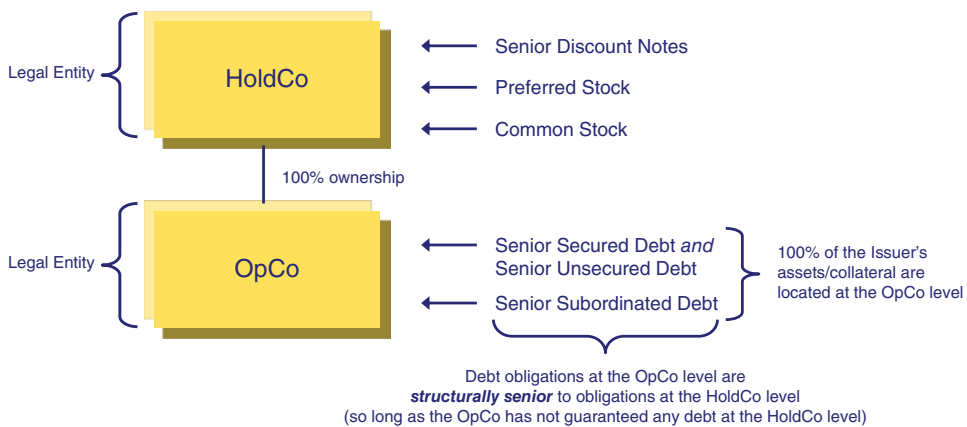 Legal Entity
HoldCo
Senior Discount Notes
Preferred Stock
Common Stock
100% ownership
Legal Entity
OpCo
Senior Secured Debt and
Senior Unsecured Debt
Senior Subordinated Debt
100% of the Issuer's
assets/collateral are
located at the OpCo level
Debt obligations at the OpCo level are
structurally senior to obligations at the HoldCo level
(so long as the OpCo has not guaranteed any debt at the HoldCo level)